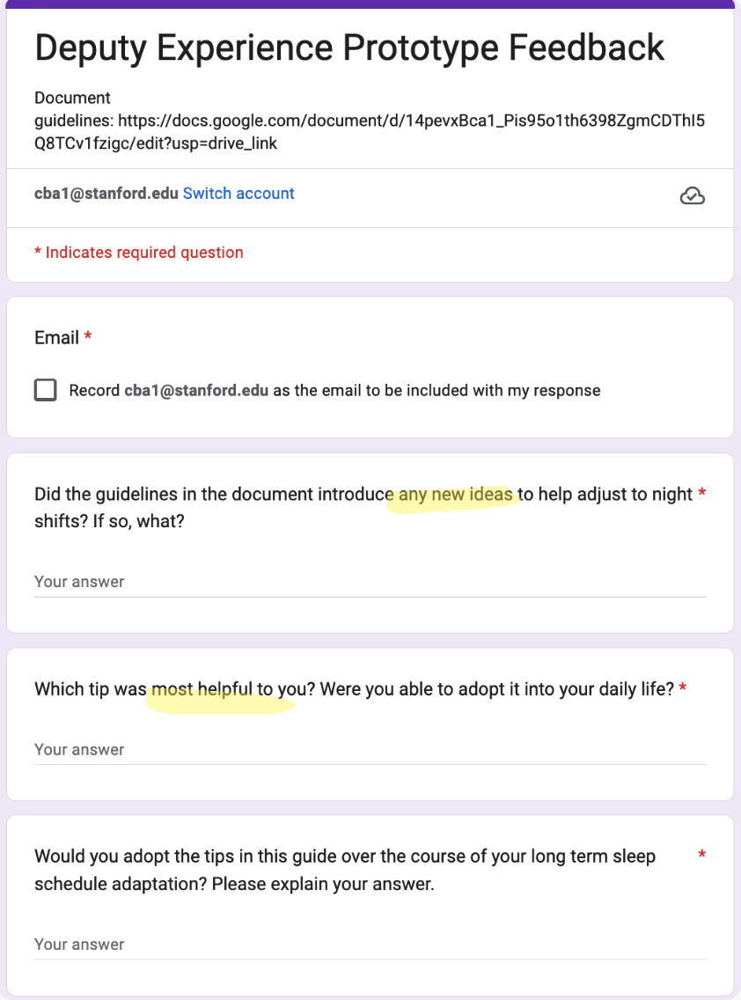 Deputy Experience Prototype Feedback
Document
guidelines: https://docs.google.com/document/d/14pevxBca1_Pis95o1th6398ZgmCDThI5
Q8TCv1fzigc/edit?usp=drive_link
cba1@stanford.edu Switch account
* Indicates required question
Email *
Record cba1@stanford.edu as the email to be included with my response
Did the guidelines in the document introduce any new ideas to help adjust to night *
shifts? If so, what?
Your answer
Which tip was most helpful to you? Were you able to adopt it into your daily life? *
Your answer
Would you adopt the tips in this guide over the course of your long term sleep *
schedule adaptation? Please explain your answer.
Your answer